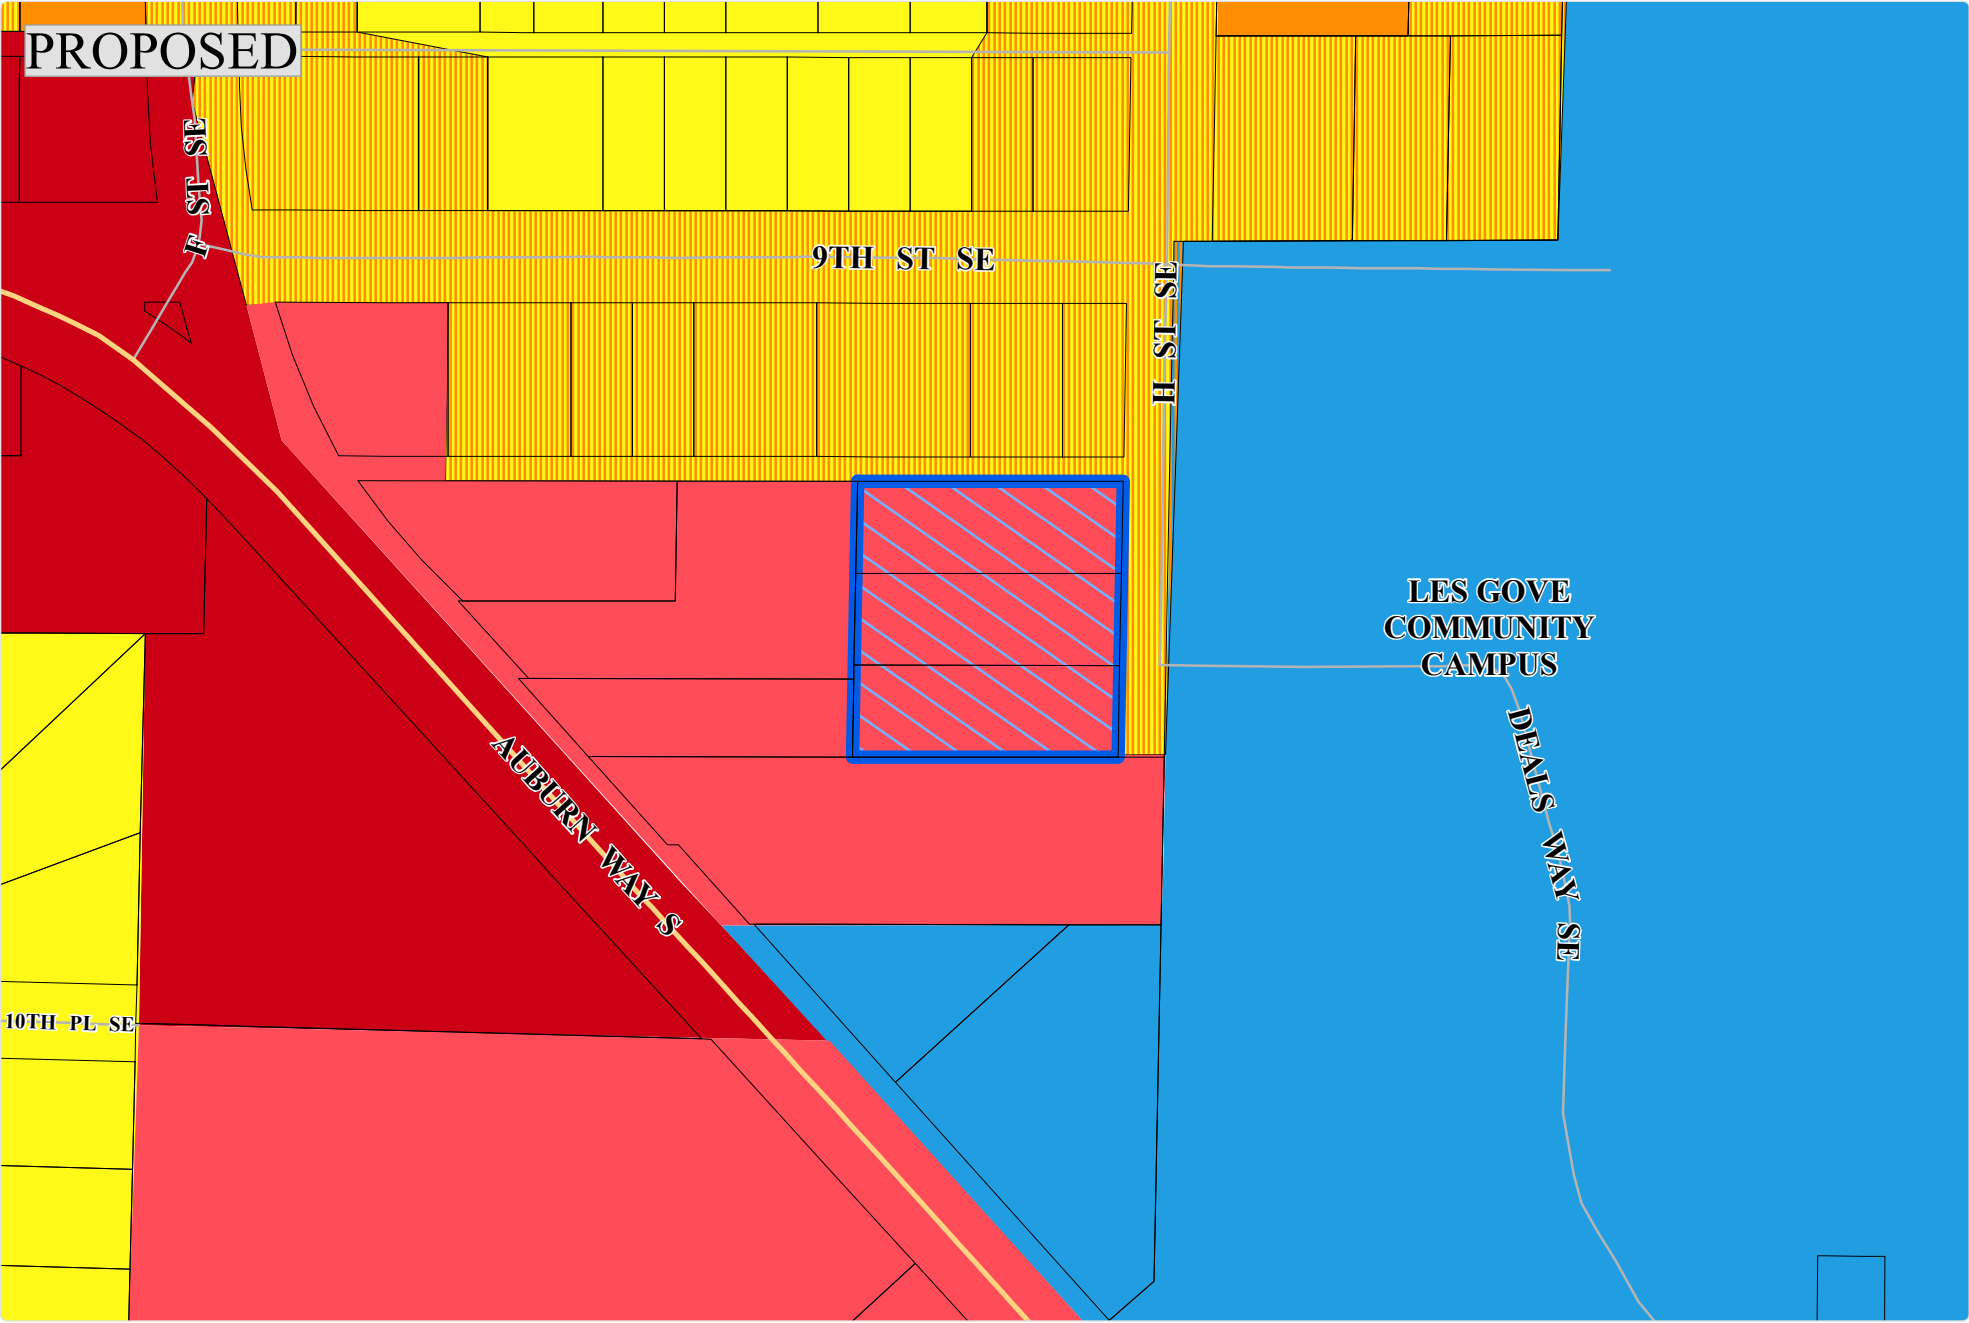 PROPOSED
F ST SE
9TH ST SE
H ST SE
LES GOVE
COMMUNITY
CAMPUS
DEALS WAY SE
AUBURN WAY S
10TH PL SE